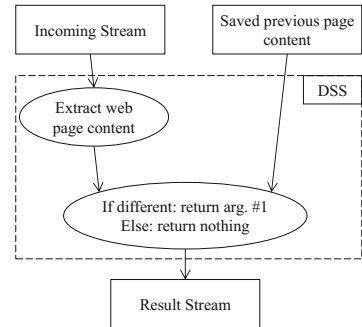 Incoming Stream
Saved previous page
content
DSS
Extract web
page content
If different: return arg. #1
Else: return nothing
Result Stream